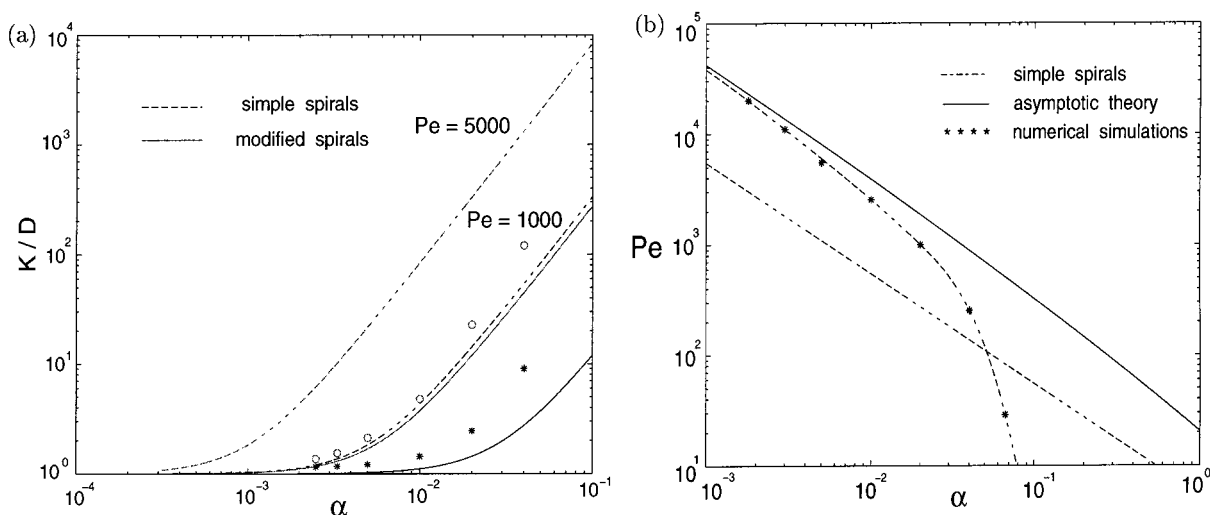 (a)
10^4
10^3
10^2
10^1
10^0
K / D
simple spirals
modified spirals
Pe = 5000
Pe = 1000
10^-4
10^-3
10^-2
10^-1
α
(b)
10^5
10^4
10^3
10^2
10^1
Pe
simple spirals
asymptotic theory
numerical simulations
10^-3
10^-2
10^-1
10^0
α